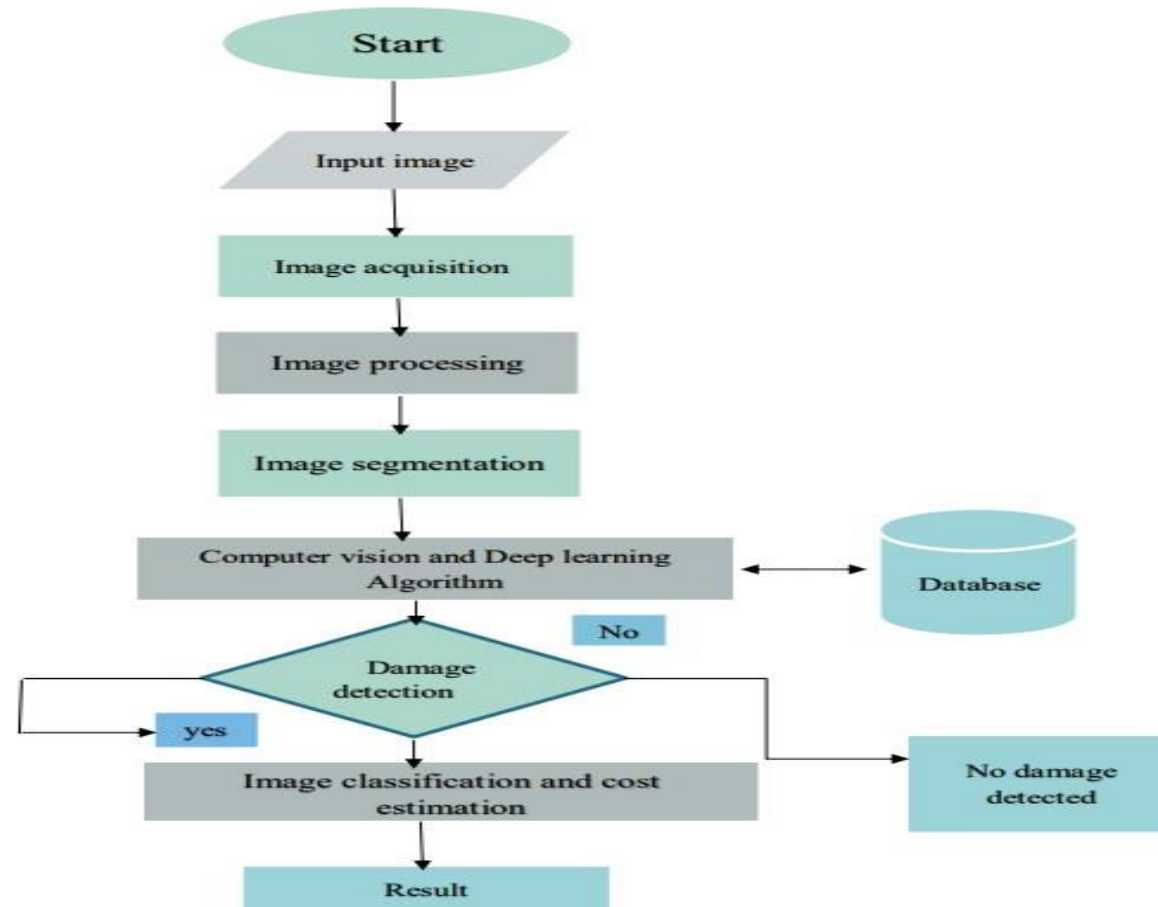 Start
Input image
Image acquisition
Image processing
Image segmentation
Computer vision and Deep learning
Algorithm
Database
No
Damage
detection
yes
Image classification and cost
estimation
No damage
detected
Result